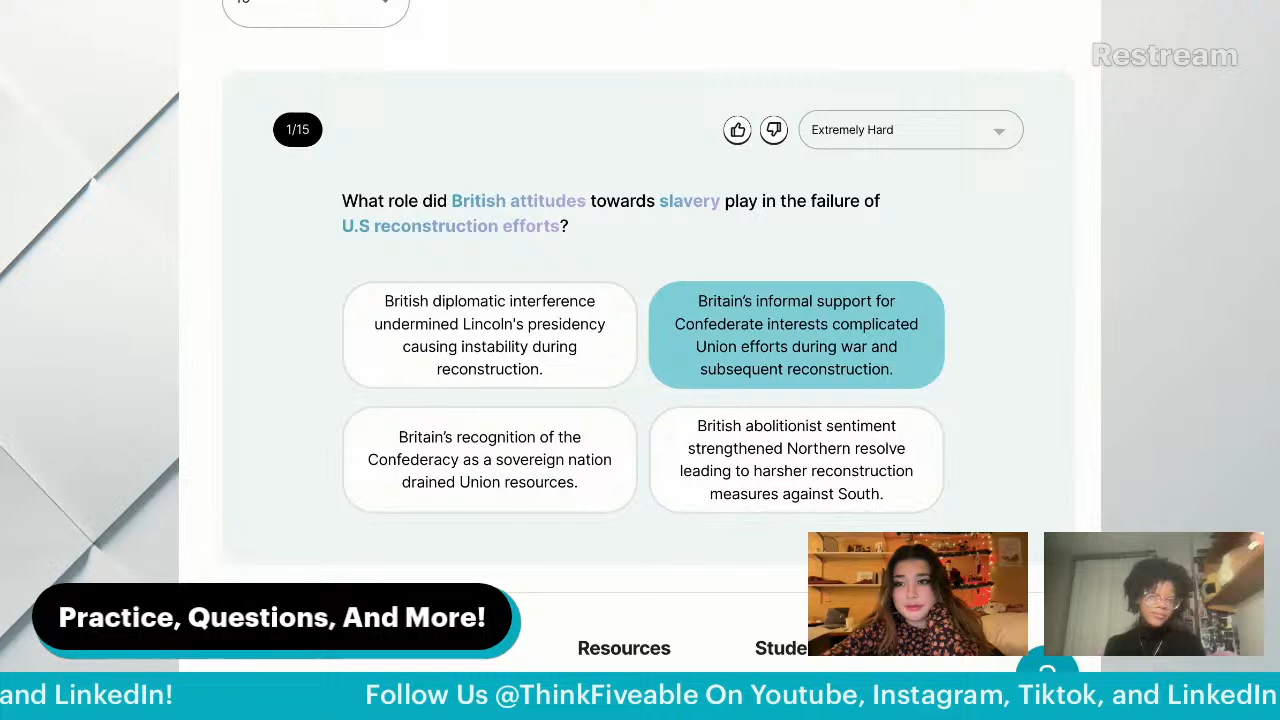 Restream
1/15
Extremely Hard
What role did British attitudes towards slavery play in the failure of
U.S reconstruction efforts?
British diplomatic interference
undermined Lincoln's presidency
causing instability during
reconstruction.
Britain's informal support for
Confederate interests complicated
Union efforts during war and
subsequent reconstruction.
Britain's recognition of the
Confederacy as a sovereign nation
drained Union resources.
British abolitionist sentiment
strengthened Northern resolve
leading to harsher reconstruction
measures against South.
Practice, Questions, And More!
Resources
Stude
and LinkedIn!
Follow Us @ThinkFiveable On Youtube, Instagram, Tiktok, and LinkedIn